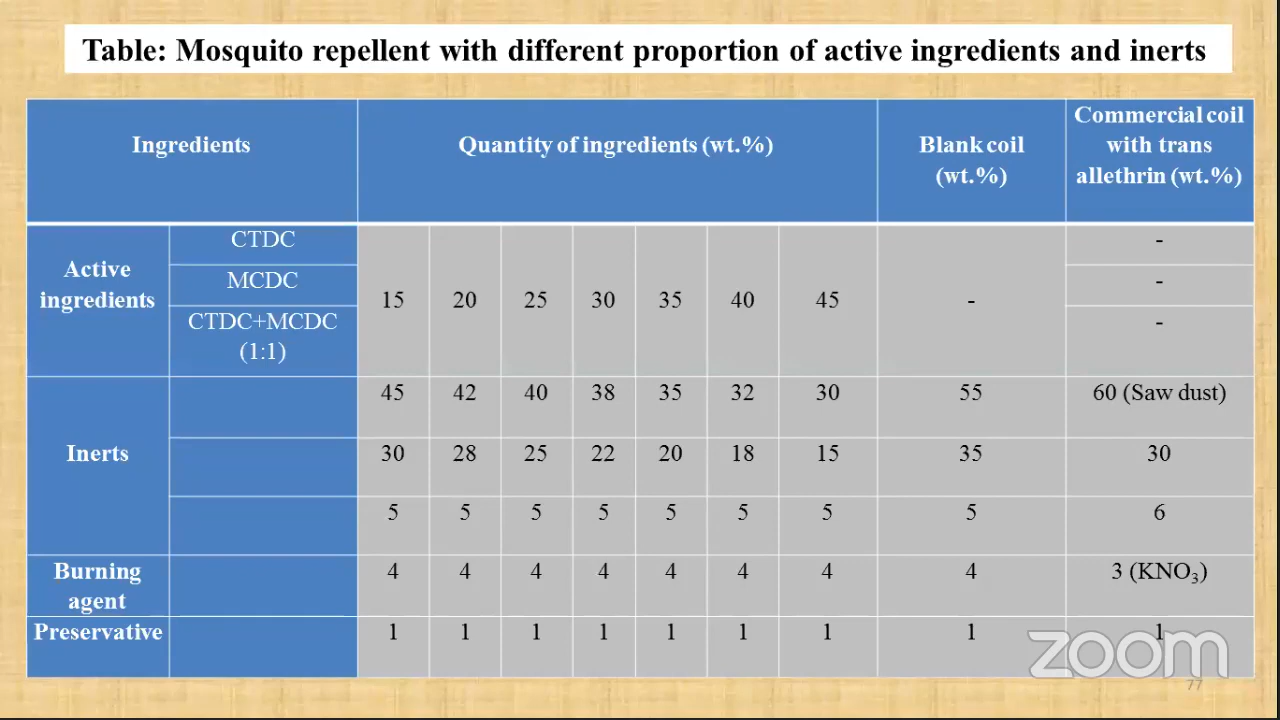 Table: Mosquito repellent with different proportion of active ingredients and inerts
Ingredients
Quantity of ingredients (wt.%)
Blank coil
(wt.%)
Commercial coil
with trans
allethrin (wt.%)
Active
ingredients
CTDC
MCDC
CTDC+MCDC
(1:1)
15 20 25 30 35 40 45 -
-
-
-
Inerts
45 42 40 38 35 32 30 55 60 (Saw dust)
30 28 25 22 20 18 15 35 30
5 5 5 5 5 5 5 5 6
Burning
agent
4 4 4 4 4 4 4 4 3 (KNO₃)
Preservative 1 1 1 1 1 1 1 1 1
zoom
77